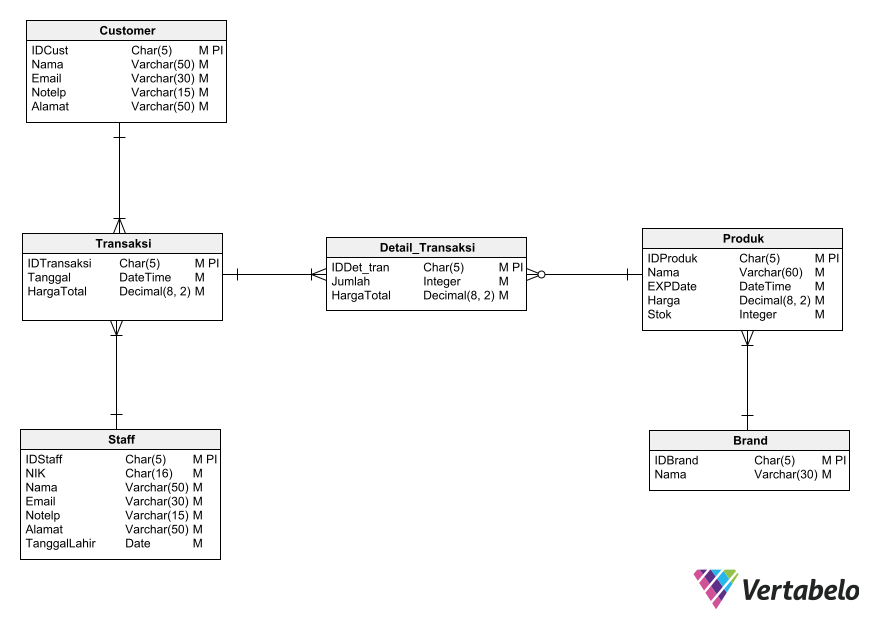 Customer
IDCust Char(5) M PI
Nama Varchar(50) M
Email Varchar(30) M
Notelp Varchar(15) M
Alamat Varchar(50) M
Transaksi
IDTransaksi Char(5) M PI
Tanggal DateTime M
HargaTotal Decimal(8, 2) M
Detail_Transaksi
IDDet_tran Char(5) M PI
Jumlah Integer M
HargaTotal Decimal(8, 2) M
Produk
IDProduk Char(5) M PI
Nama Varchar(60) M
EXPDate DateTime M
Harga Decimal(8, 2) M
Stok Integer M
Staff
IDStaff Char(5) M PI
NIK Char(16) M
Nama Varchar(50) M
Email Varchar(30) M
Notelp Varchar(15) M
Alamat Varchar(50) M
TanggalLahir Date M
Brand
IDBrand Char(5) M PI
Nama Varchar(30) M
Vertabelo